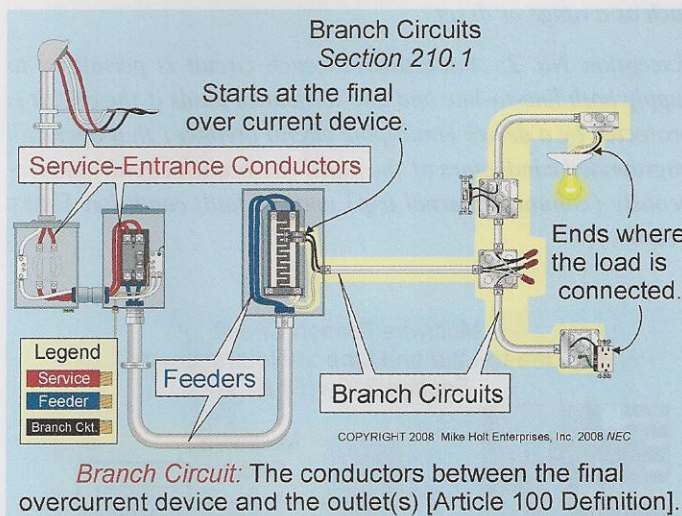 Branch Circuits
Section 210.1
Starts at the final
over current device.
Service-Entrance Conductors
Ends where
the load is
connected.
Legend
Service
Feeder
Branch Ckt.
Feeders
Branch Circuits
COPYRIGHT 2008 Mike Holt Enterprises, Inc. 2008 NEC
Branch Circuit: The conductors between the final
overcurrent device and the outlet(s) [Article 100 Definition].